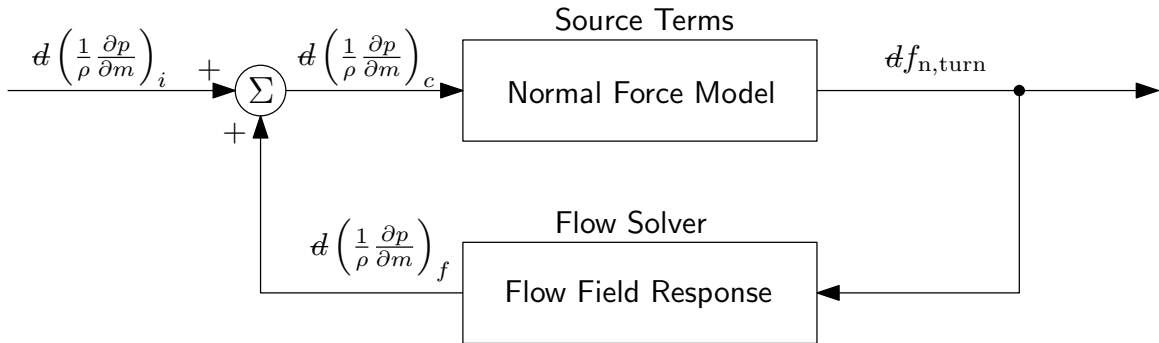 Source Terms
đ(1/ρ ∂p/∂m)_i
+
Σ
+
đ(1/ρ ∂p/∂m)_c
Normal Force Model
đf_n,turn
Flow Solver
đ(1/ρ ∂p/∂m)_f
Flow Field Response